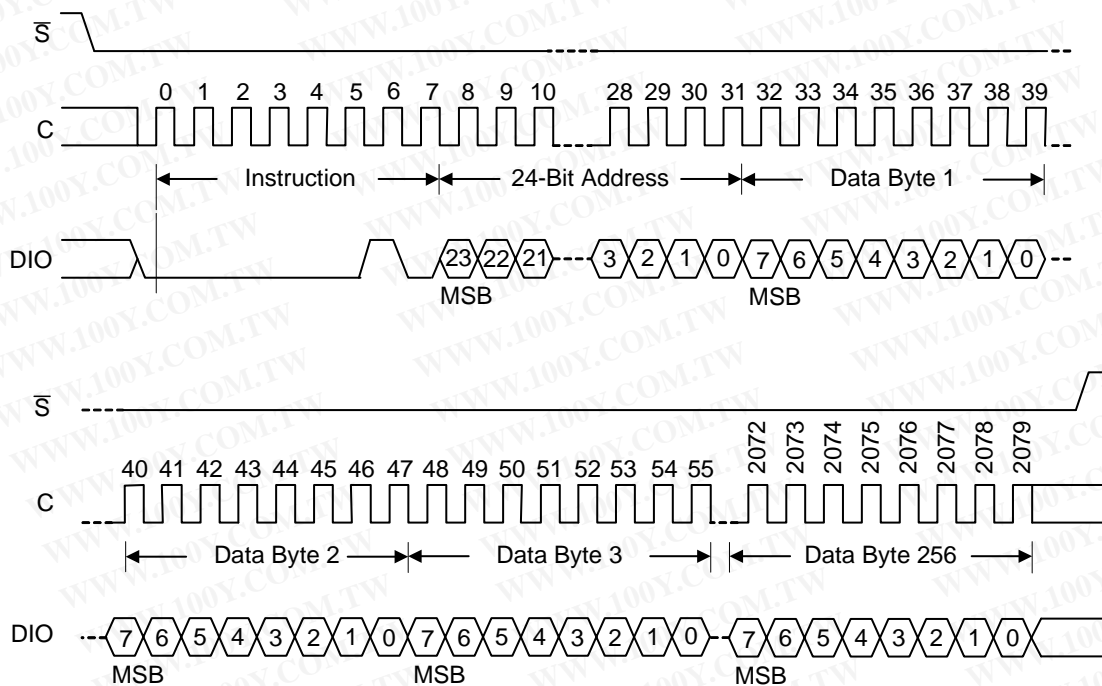 S
0 1 2 3 4 5 6 7 8 9 10 28 29 30 31 32 33 34 35 36 37 38 39
C
Instruction 24-Bit Address Data Byte 1
DIO 23 22 21 3 2 1 0 7 6 5 4 3 2 1 0
MSB MSB
S
2072 2073 2074 2075 2076 2077 2078 2079
40 41 42 43 44 45 46 47 48 49 50 51 52 53 54 55
C
Data Byte 2 Data Byte 3 Data Byte 256
DIO 7 6 5 4 3 2 1 0 7 6 5 4 3 2 1 0 7 6 5 4 3 2 1 0
MSB MSB MSB
WWW.100Y.COM.TW